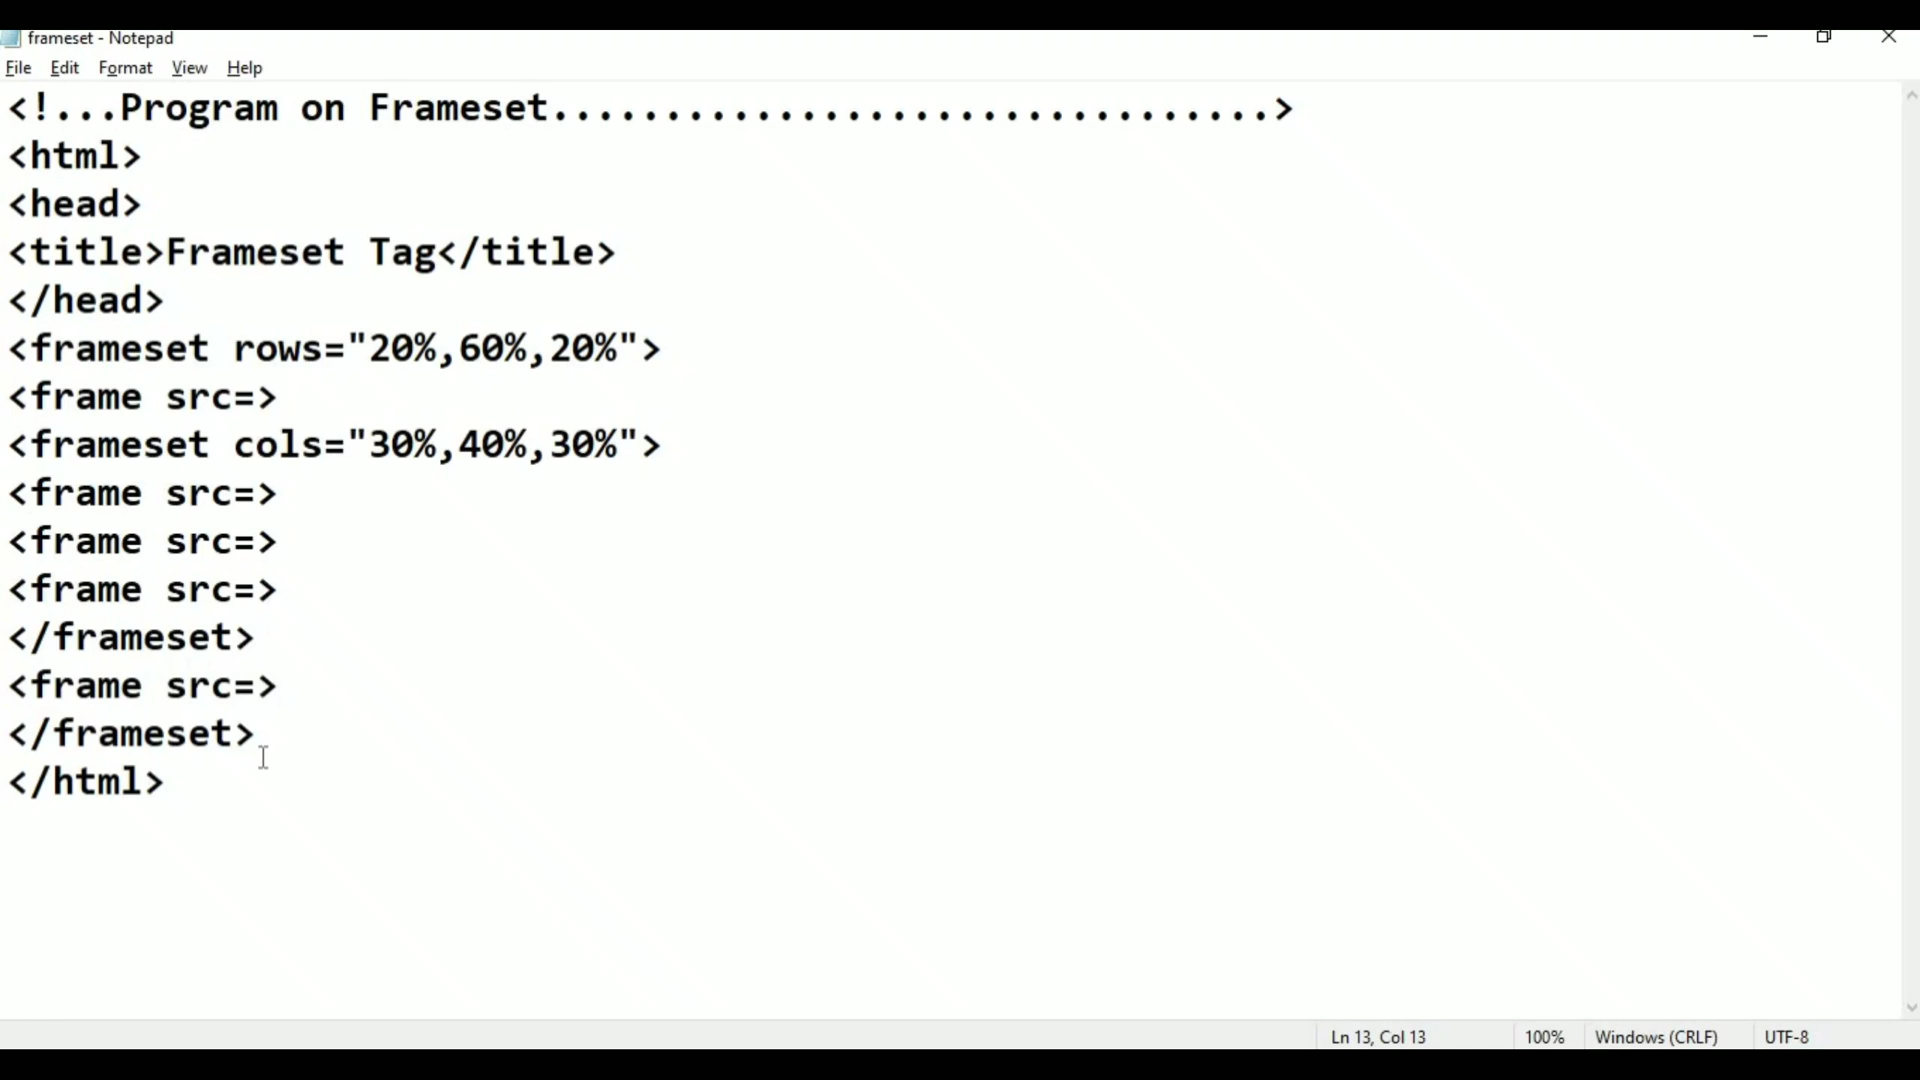 frameset - Notepad
File Edit Format View Help
<!...Program on Frameset................................>
<html>
<head>
<title>Frameset Tag</title>
</head>
<frameset rows="20%,60%,20%">
<frame src=>
<frameset cols="30%,40%,30%">
<frame src=>
<frame src=>
<frame src=>
</frameset>
<frame src=>
</frameset>
</html>
Ln 13, Col 13 100% Windows (CRLF) UTF-8